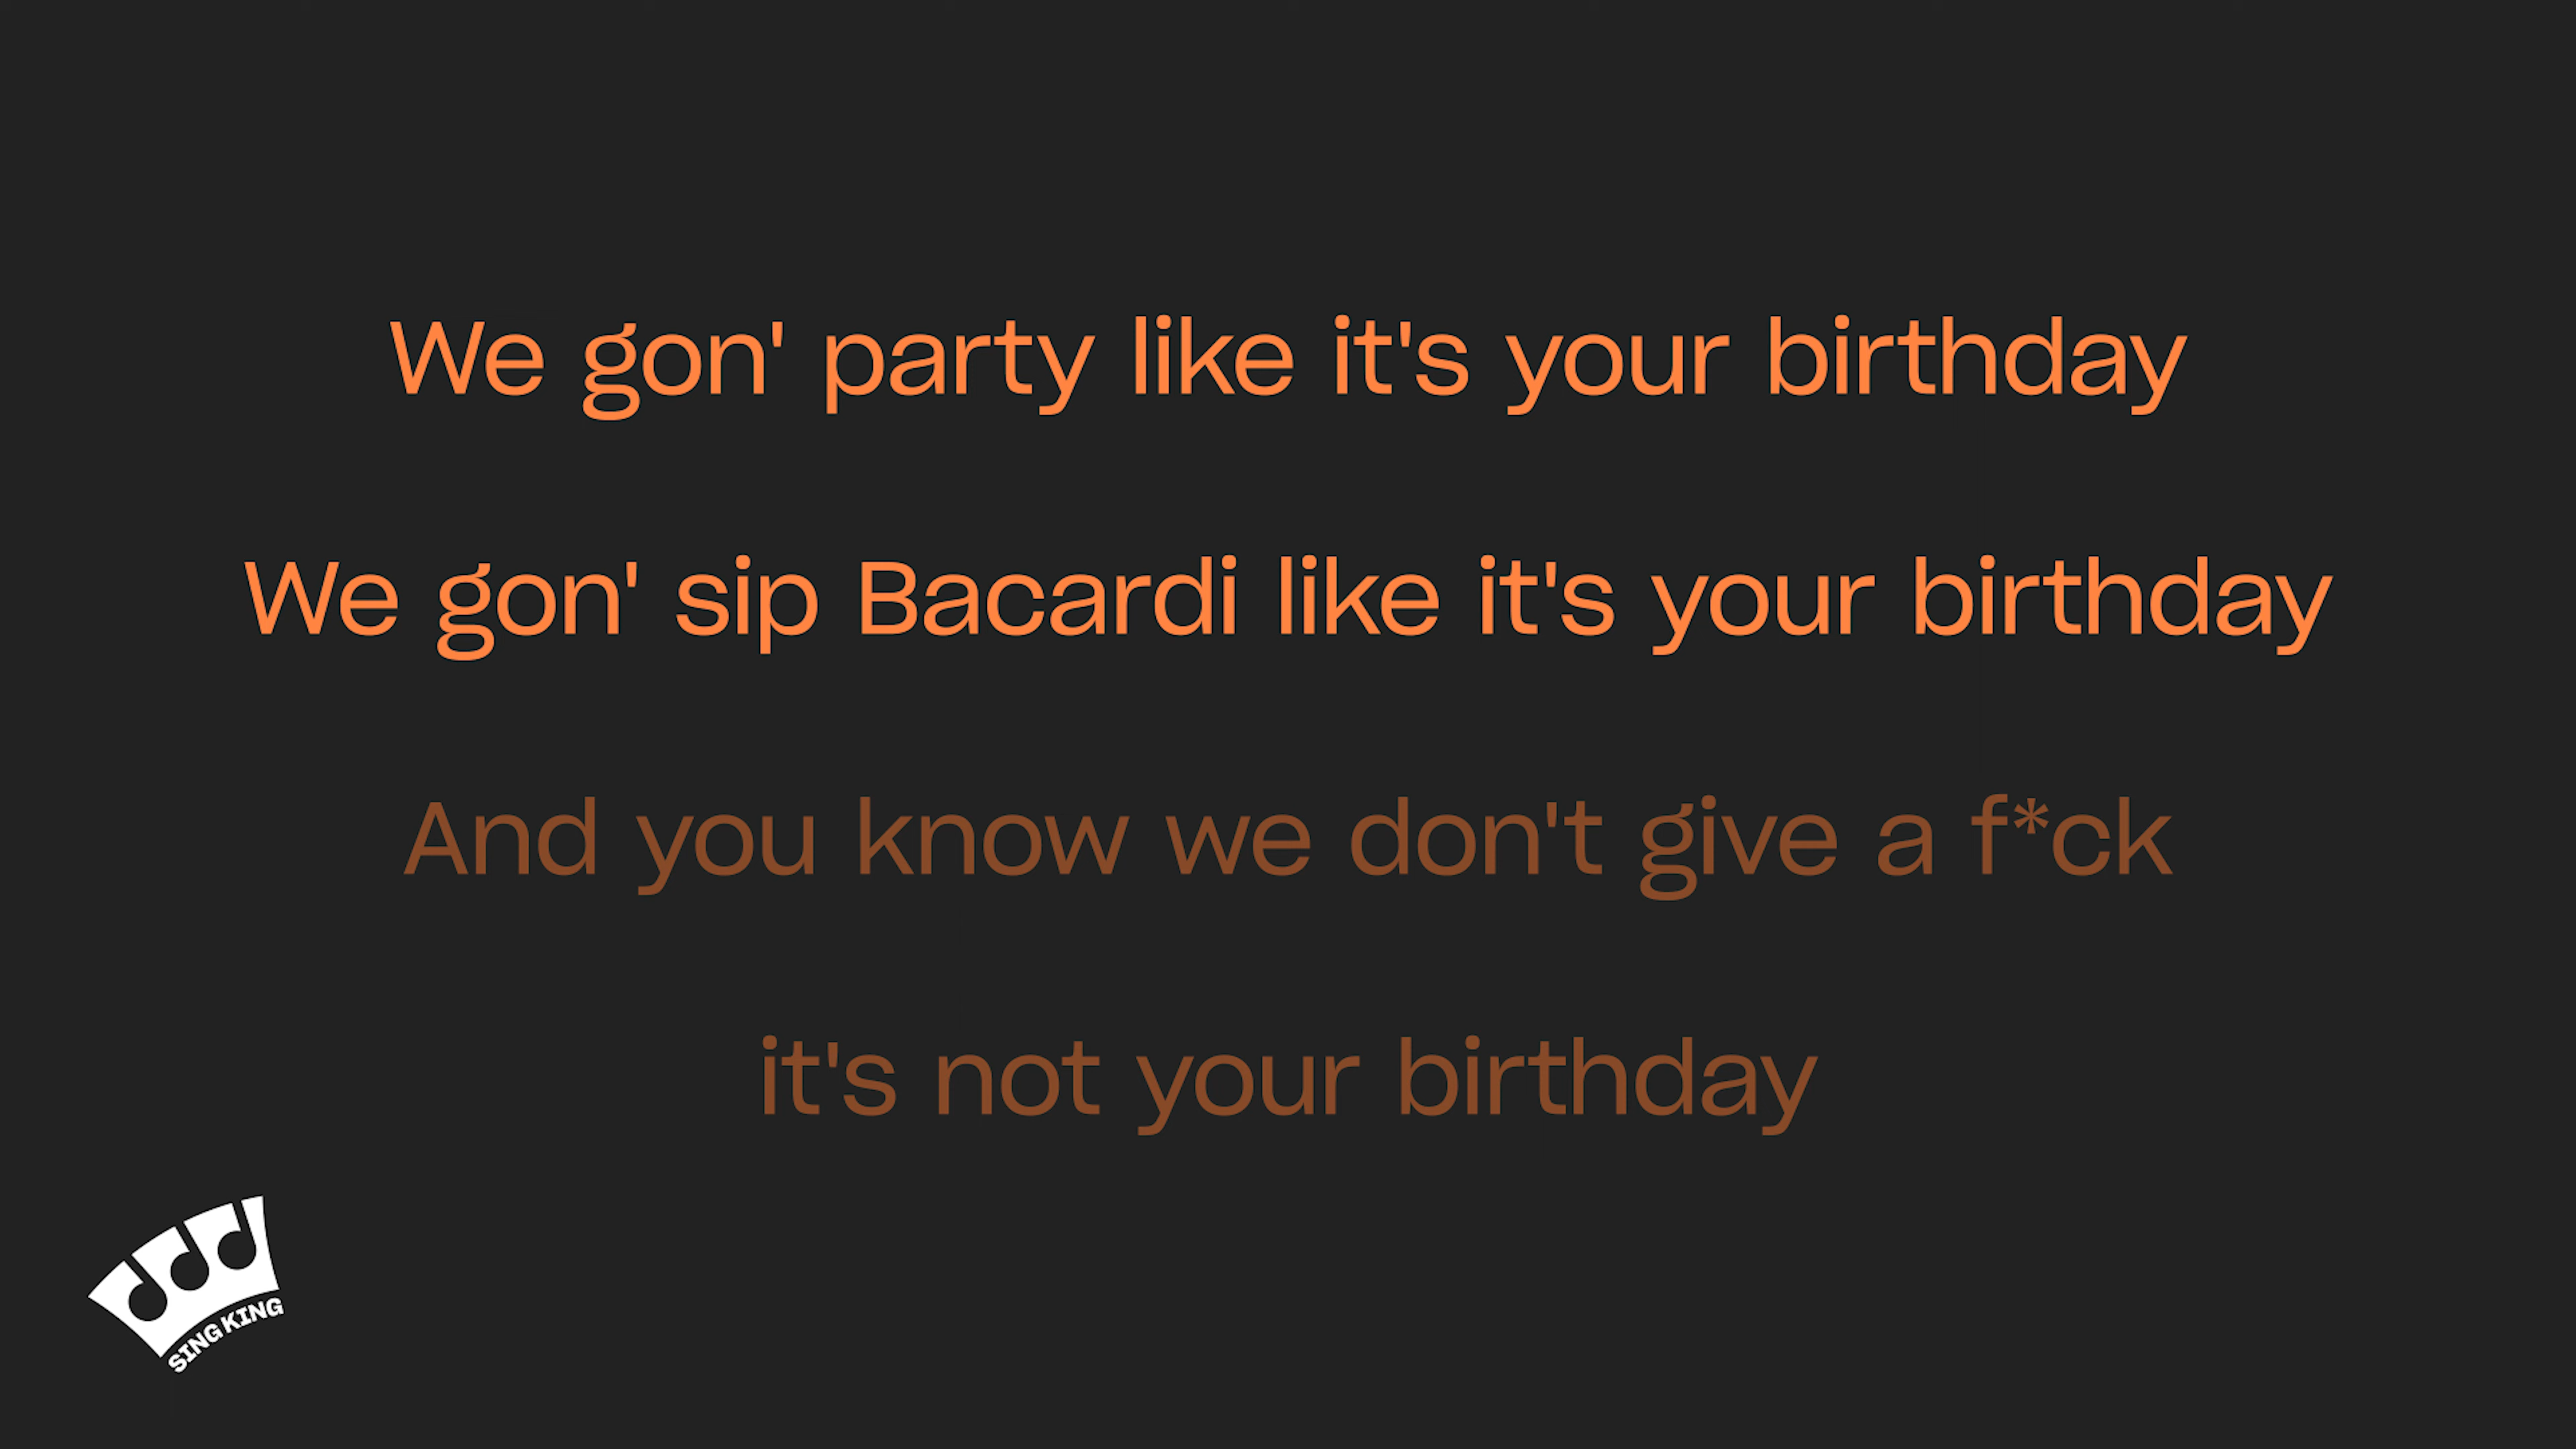 We gon' party like it's your birthday
We gon' sip Bacardi like it's your birthday
And you know we don't give a f*ck
it's not your birthday
SING KING